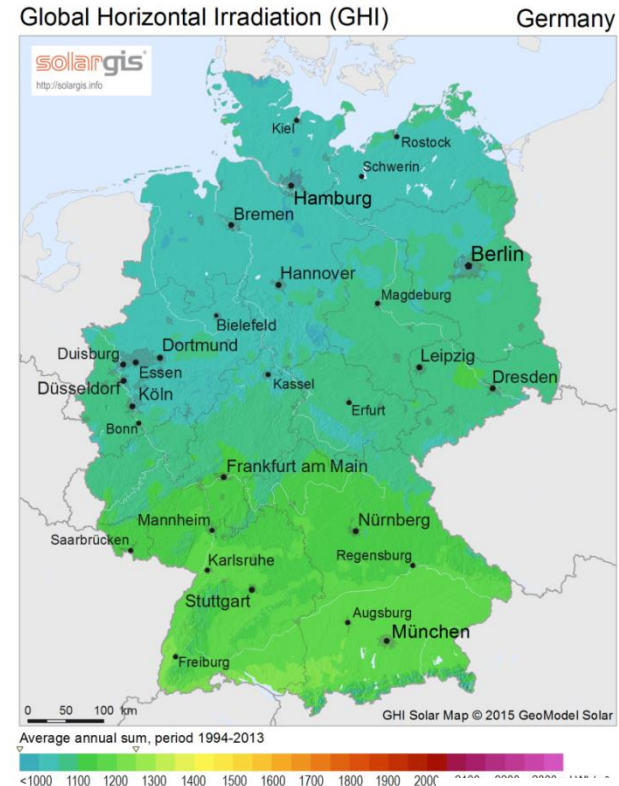 Global Horizontal Irradiation (GHI) Germany
solargis
http://solargis.info
Kiel
Rostock
Schwerin
Hamburg
Bremen
Berlin
Hannover
Magdeburg
Bielefeld
Duisburg Dortmund
Essen
Leipzig
Düsseldorf
Kassel
Dresden
Köln
Erfurt
Bonn
Frankfurt am Main
Mannheim
Nürnberg
Saarbrücken
Regensburg
Karlsruhe
Stuttgart
Augsburg
München
Freiburg
0 50 100 km
GHI Solar Map © 2015 GeoModel Solar
Average annual sum, period 1994-2013
<1000 1100 1200 1300 1400 1500 1600 1700 1800 1900